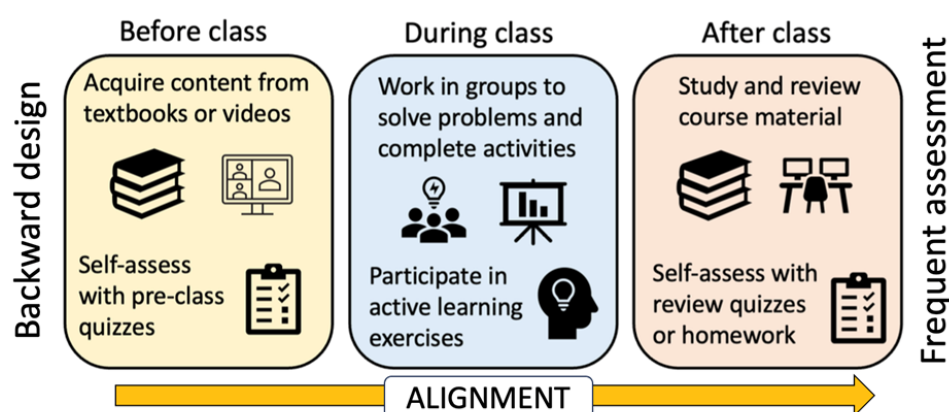 Backward design
Before class
Acquire content from
textbooks or videos
Self-assess
with pre-class
quizzes
During class
Work in groups to
solve problems and
complete activities
Participate in
active learning
exercises
After class
Study and review
course material
Self-assess with
review quizzes
or homework
Frequent assessment
ALIGNMENT